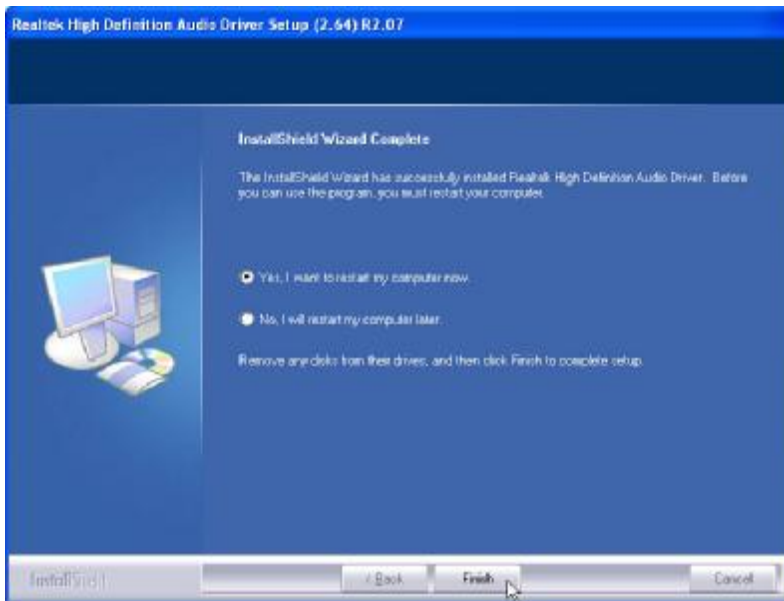 Realtek High Definition Audio Driver Setup (2.64) R2.07
InstallShield Wizard Complete
The InstallShield Wizard has successfully installed Realtek High Definition Audio Driver. Before
you can use the program, you must restart your computer.
Yes, I want to restart my computer now.
No, I will restart my computer later.
Remove any disks from their drives, and then click Finish to complete setup.
InstallShield
< Back
Finish
Cancel